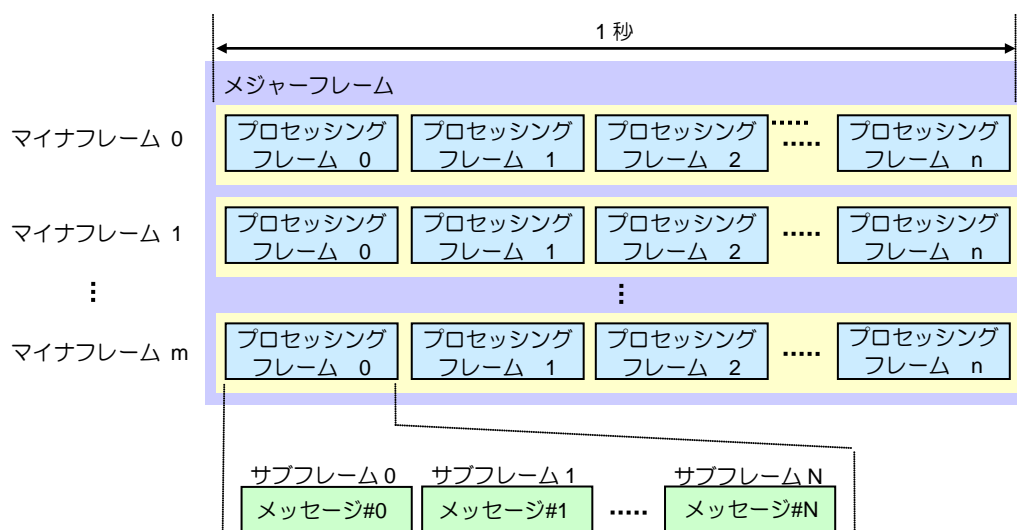 1 秒
メジャーフレーム
マイナフレーム 0
プロセッシング
フレーム 0
プロセッシング
フレーム 1
プロセッシング
フレーム 2
.....
.....
プロセッシング
フレーム n
マイナフレーム 1
プロセッシング
フレーム 0
プロセッシング
フレーム 1
プロセッシング
フレーム 2
.....
プロセッシング
フレーム n
⋮
⋮
マイナフレーム m
プロセッシング
フレーム 0
プロセッシング
フレーム 1
プロセッシング
フレーム 2
.....
プロセッシング
フレーム n
サブフレーム 0
サブフレーム 1
サブフレーム N
メッセージ#0
メッセージ#1
.....
メッセージ#N